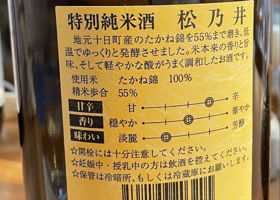 特別純米酒 松乃井
地元十日町産のたかね錦を55%まで磨き、低
温でゆっくりと発酵させました。米本来の香りと旨
味、そして軽やかな酸がうまく調和したお酒です。
使用米 たかね錦 100%
精米歩合 55%
甘辛 甘 辛
香り 穏やか 華やか
味わい 淡麗 芳醇
☆開栓には十分注意してください。
☆妊娠中・授乳中の方は飲酒を控えてください。
☆保管は冷暗所、もしくは冷蔵庫にお願いします。